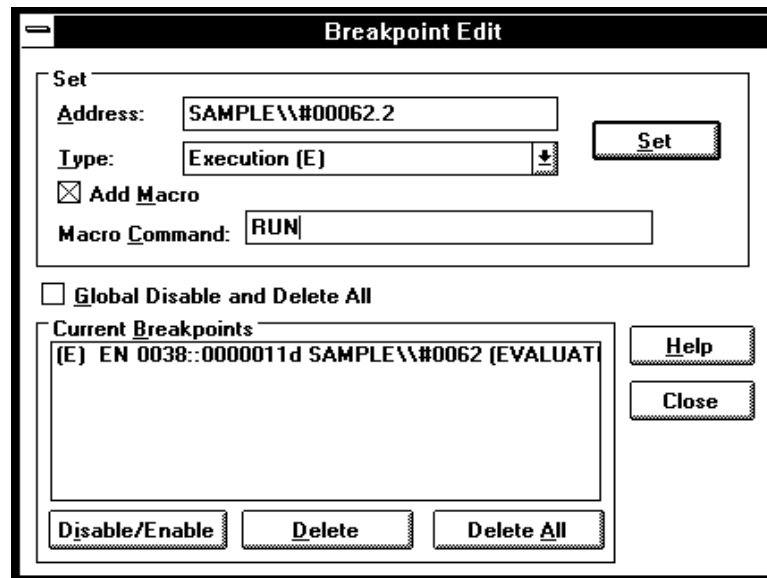 Breakpoint Edit
Set
Address: SAMPLE\\#00062.2
Set
Type: Execution (E)
Add Macro
Macro Command: RUN
Global Disable and Delete All
Current Breakpoints
(E) EN 0038::0000011d SAMPLE\\#0062 (EVALUATI
Help
Close
Disable/Enable Delete Delete All